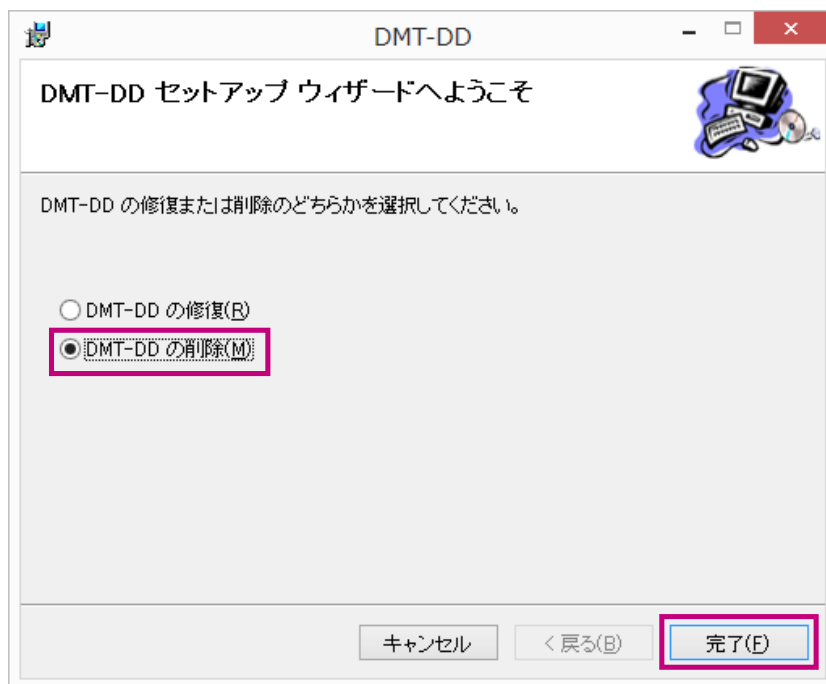 DMT-DD
DMT-DD セットアップ ウィザードへようこそ
DMT-DD の修復または削除のどちらかを選択してください。
DMT-DD の修復(R)
DMT-DD の削除(M)
キャンセル
< 戻る(B)
完了(F)